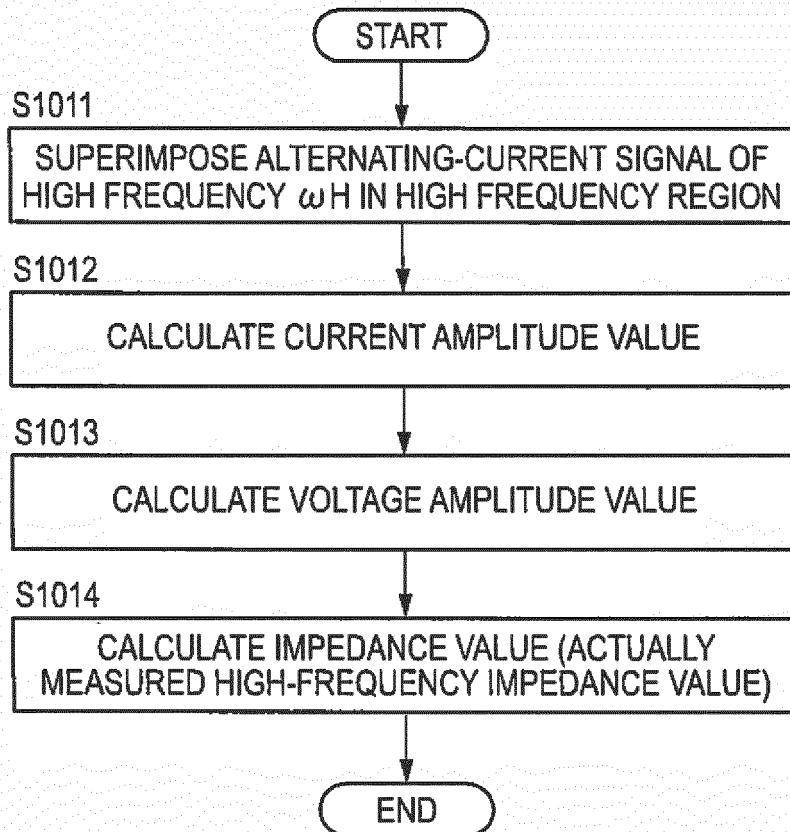 START
S1011
SUPERIMPOSE ALTERNATING-CURRENT SIGNAL OF
HIGH FREQUENCY ωH IN HIGH FREQUENCY REGION
S1012
CALCULATE CURRENT AMPLITUDE VALUE
S1013
CALCULATE VOLTAGE AMPLITUDE VALUE
S1014
CALCULATE IMPEDANCE VALUE (ACTUALLY
MEASURED HIGH-FREQUENCY IMPEDANCE VALUE)
END